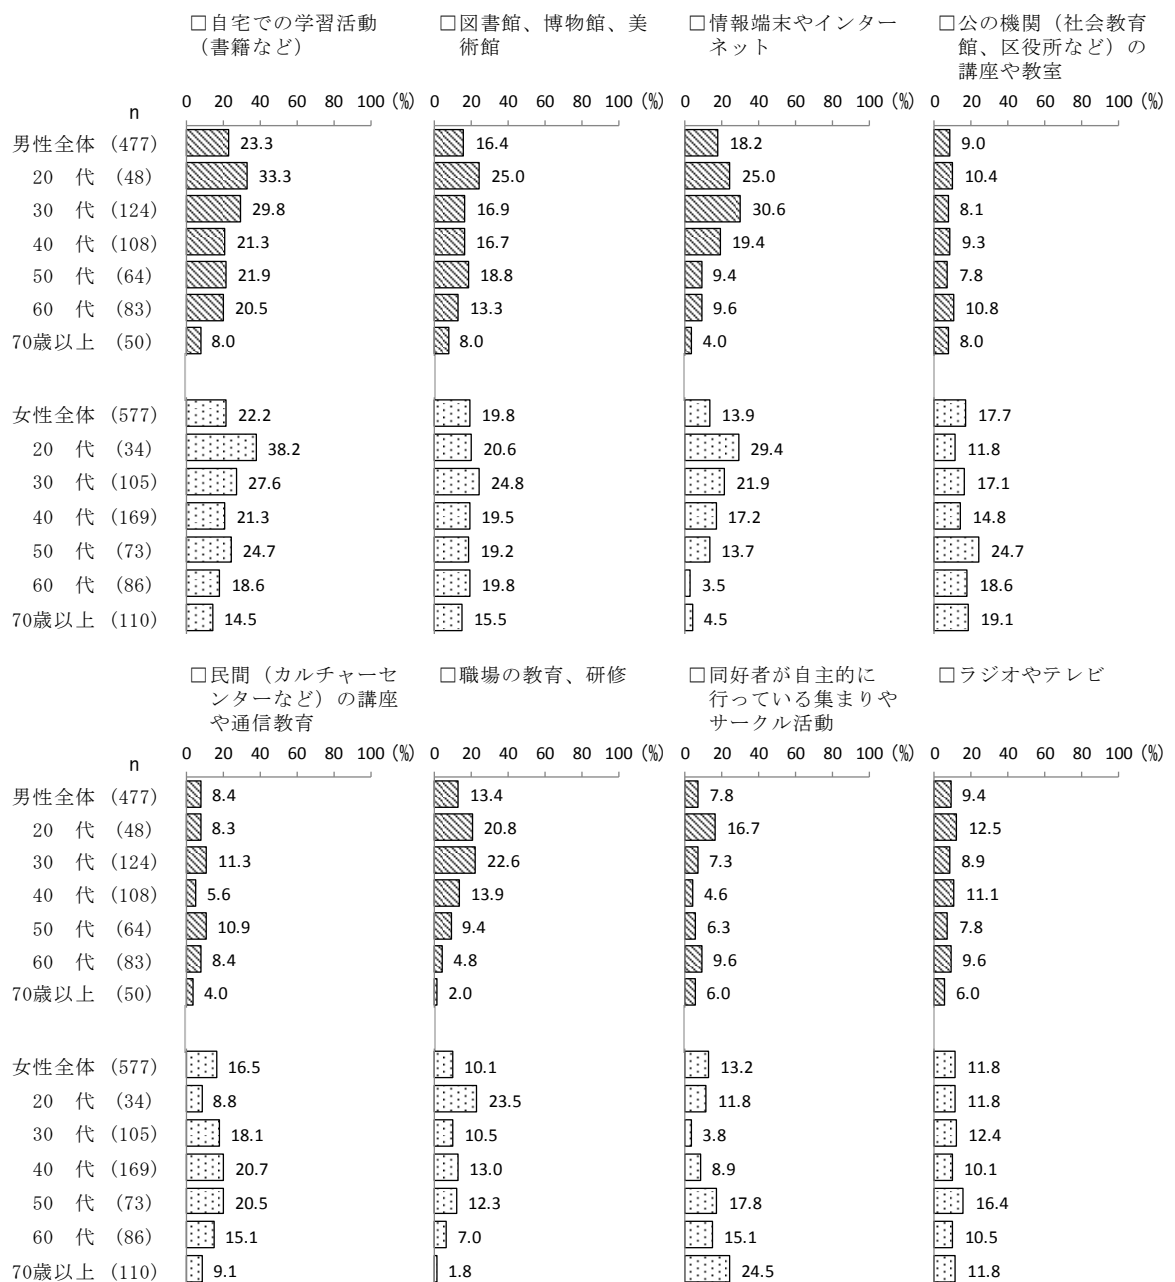 □自宅での学習活動 □図書館、博物館、美 □情報端末やインター □公の機関（社会教育
（書籍など） 術館 ネット 館、区役所など）の
講座や教室
0 20 40 60 80 100 (%) 0 20 40 60 80 100 (%) 0 20 40 60 80 100 (%) 0 20 40 60 80 100 (%)
n
男性全体 (477) 23.3 16.4 18.2 9.0
20 代 (48) 33.3 25.0 25.0 10.4
30 代 (124) 29.8 16.9 30.6 8.1
40 代 (108) 21.3 16.7 19.4 9.3
50 代 (64) 21.9 18.8 9.4 7.8
60 代 (83) 20.5 13.3 9.6 10.8
70歳以上 (50) 8.0 8.0 4.0 8.0
女性全体 (577) 22.2 19.8 13.9 17.7
20 代 (34) 38.2 20.6 29.4 11.8
30 代 (105) 27.6 24.8 21.9 17.1
40 代 (169) 21.3 19.5 17.2 14.8
50 代 (73) 24.7 19.2 13.7 24.7
60 代 (86) 18.6 19.8 3.5 18.6
70歳以上 (110) 14.5 15.5 4.5 19.1
□民間（カルチャーセ □職場の教育、研修 □同好者が自主的に □ラジオやテレビ
ンターなど）の講座 行っている集まりや
や通信教育 サークル活動
0 20 40 60 80 100 (%) 0 20 40 60 80 100 (%) 0 20 40 60 80 100 (%) 0 20 40 60 80 100 (%)
n
男性全体 (477) 8.4 13.4 7.8 9.4
20 代 (48) 8.3 20.8 16.7 12.5
30 代 (124) 11.3 22.6 7.3 8.9
40 代 (108) 5.6 13.9 4.6 11.1
50 代 (64) 10.9 9.4 6.3 7.8
60 代 (83) 8.4 4.8 9.6 9.6
70歳以上 (50) 4.0 2.0 6.0 6.0
女性全体 (577) 16.5 10.1 13.2 11.8
20 代 (34) 8.8 23.5 11.8 11.8
30 代 (105) 18.1 10.5 3.8 12.4
40 代 (169) 20.7 13.0 8.9 10.1
50 代 (73) 20.5 12.3 17.8 16.4
60 代 (86) 15.1 7.0 15.1 10.5
70歳以上 (110) 9.1 1.8 24.5 11.8